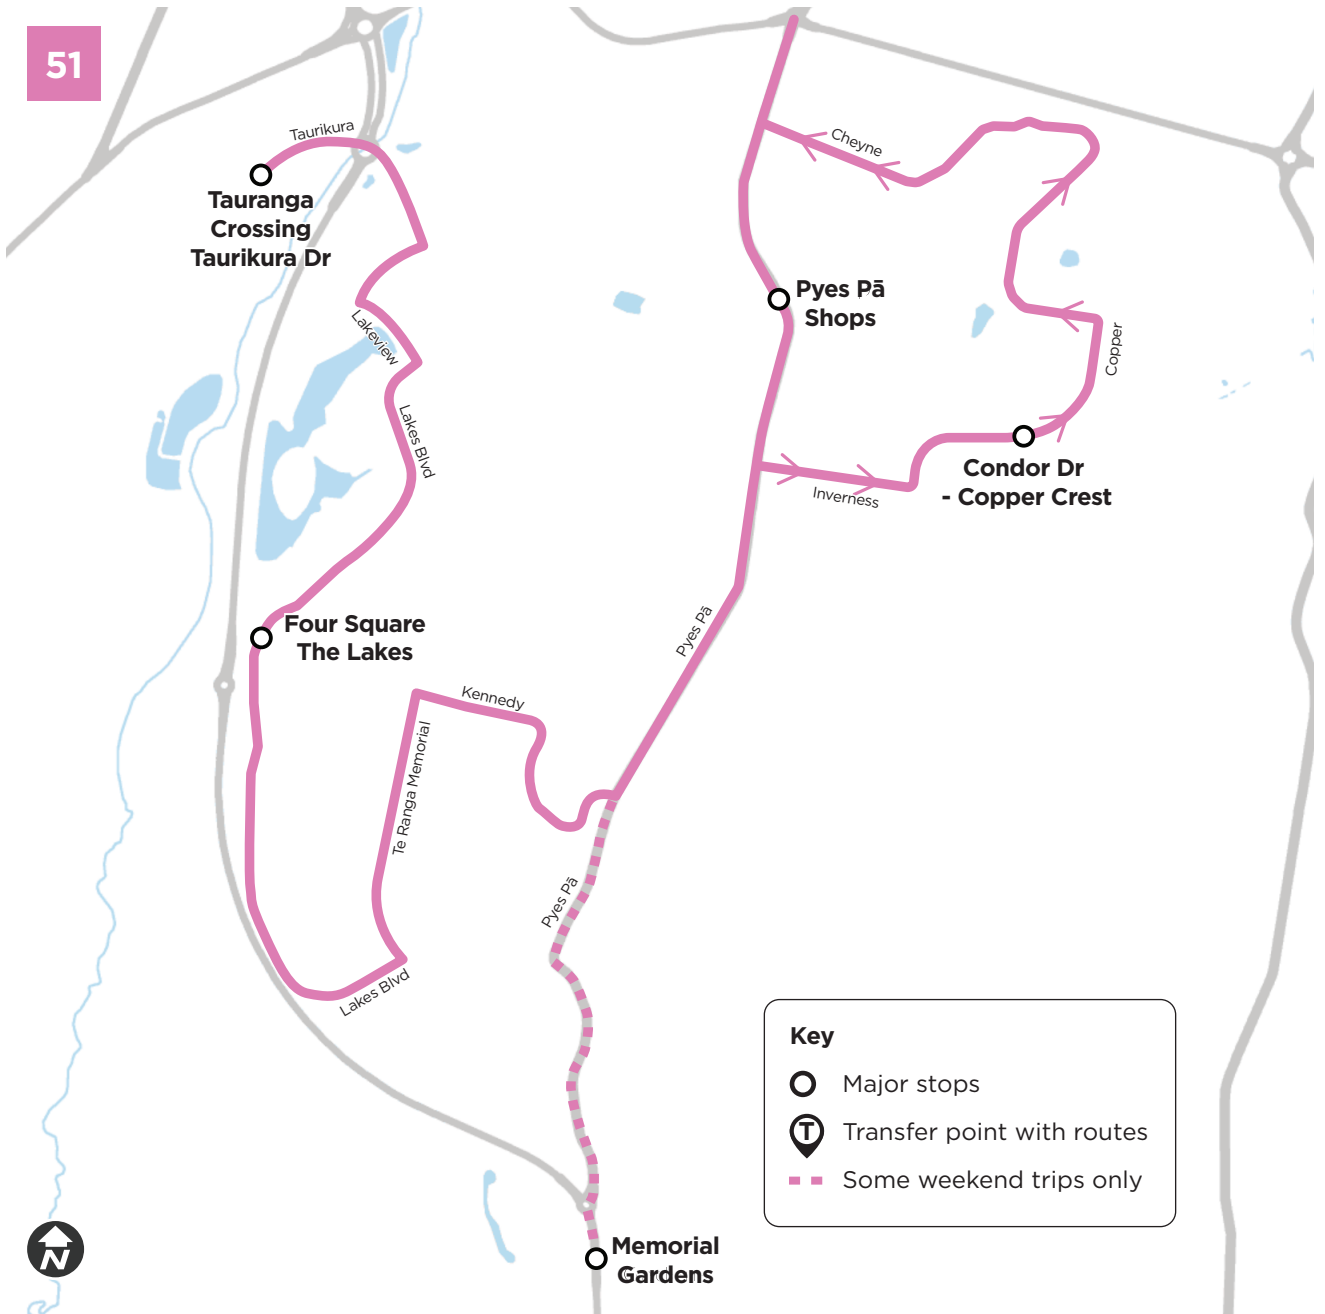 51
Taurikura
Tauranga
Crossing
Taurikura Dr
Cheyne
Pyes Pā
Shops
Lakeview
Copper
Lakes Blvd
Condor Dr
- Copper Crest
Inverness
Four Square
The Lakes
Pyes Pā
Kennedy
Te Ranga Memorial
Pyes Pā
Lakes Blvd
Key
Major stops
T
Transfer point with routes
Some weekend trips only
N
Memorial
Gardens